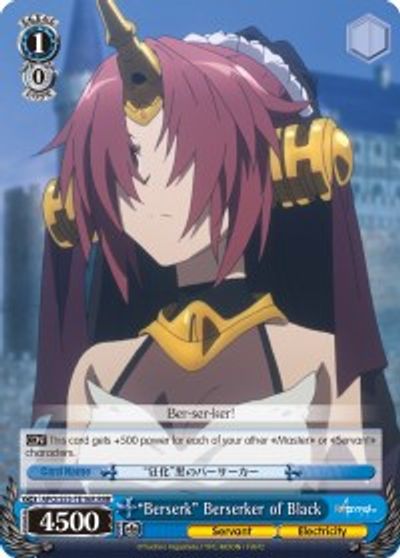 1
0
Ber-ser-ker!
This card gets +500 power for each of your other «Master» or «Servant» characters.
Card Name
"狂化"黒のバーサーカー
4500
"Berserk" Berserker of Black
Servant
Electricity